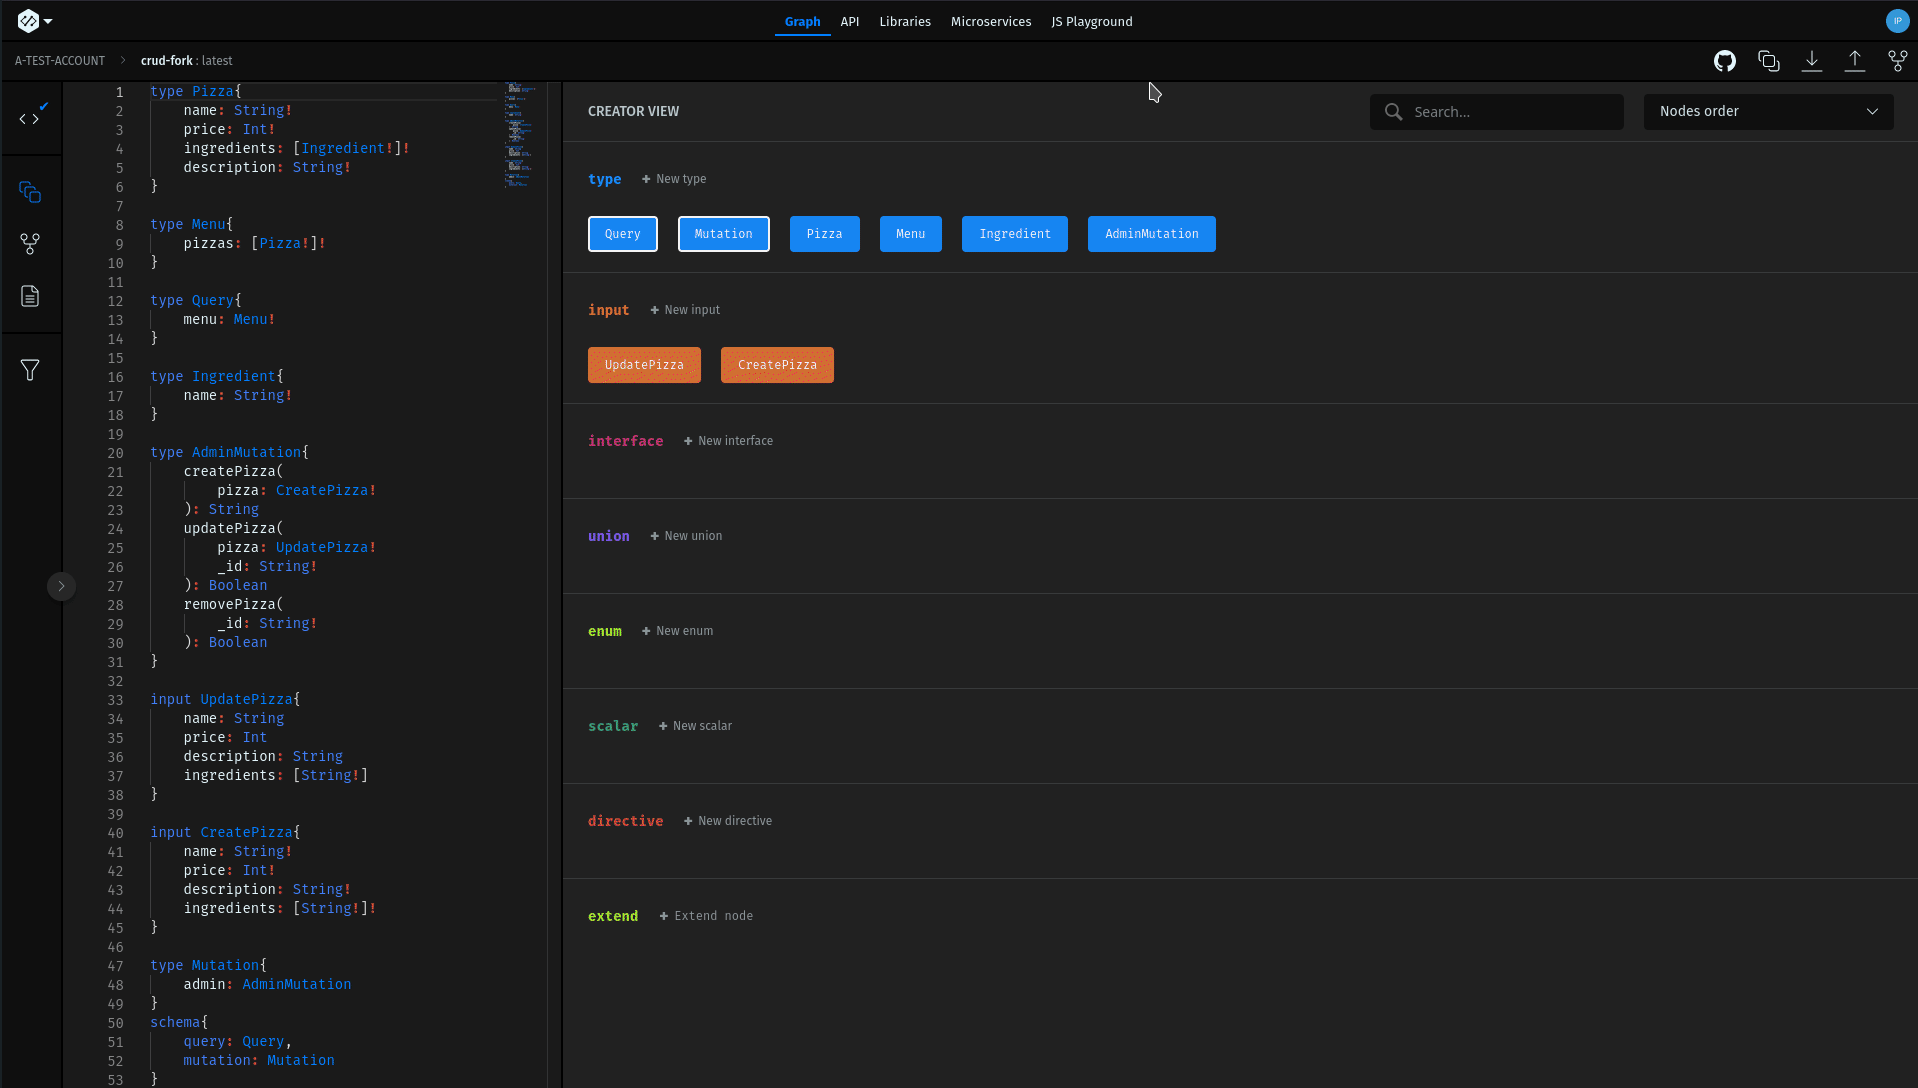 Graph API Libraries Microservices JS Playground
IP
A-TEST-ACCOUNT > crud-fork : latest
1 type Pizza{
2 name: String!
3 price: Int!
4 ingredients: [Ingredient!]!
5 description: String!
6 }
7
8 type Menu{
9 pizzas: [Pizza!]!
10 }
11
12 type Query{
13 menu: Menu!
14 }
15
16 type Ingredient{
17 name: String!
18 }
19
20 type AdminMutation{
21 createPizza(
22 pizza: CreatePizza!
23 ): String
24 updatePizza(
25 pizza: UpdatePizza!
26 _id: String!
27 ): Boolean
28 removePizza(
29 _id: String!
30 ): Boolean
31 }
32
33 input UpdatePizza{
34 name: String
35 price: Int
36 description: String
37 ingredients: [String!]
38 }
39
40 input CreatePizza{
41 name: String!
42 price: Int!
43 description: String!
44 ingredients: [String!]!
45 }
46
47 type Mutation{
48 admin: AdminMutation
49 }
50 schema{
51 query: Query,
52 mutation: Mutation
53 }
CREATOR VIEW
Search...
Nodes order
type + New type
Query Mutation Pizza Menu Ingredient AdminMutation
input + New input
UpdatePizza CreatePizza
interface + New interface
union + New union
enum + New enum
scalar + New scalar
directive + New directive
extend + Extend node